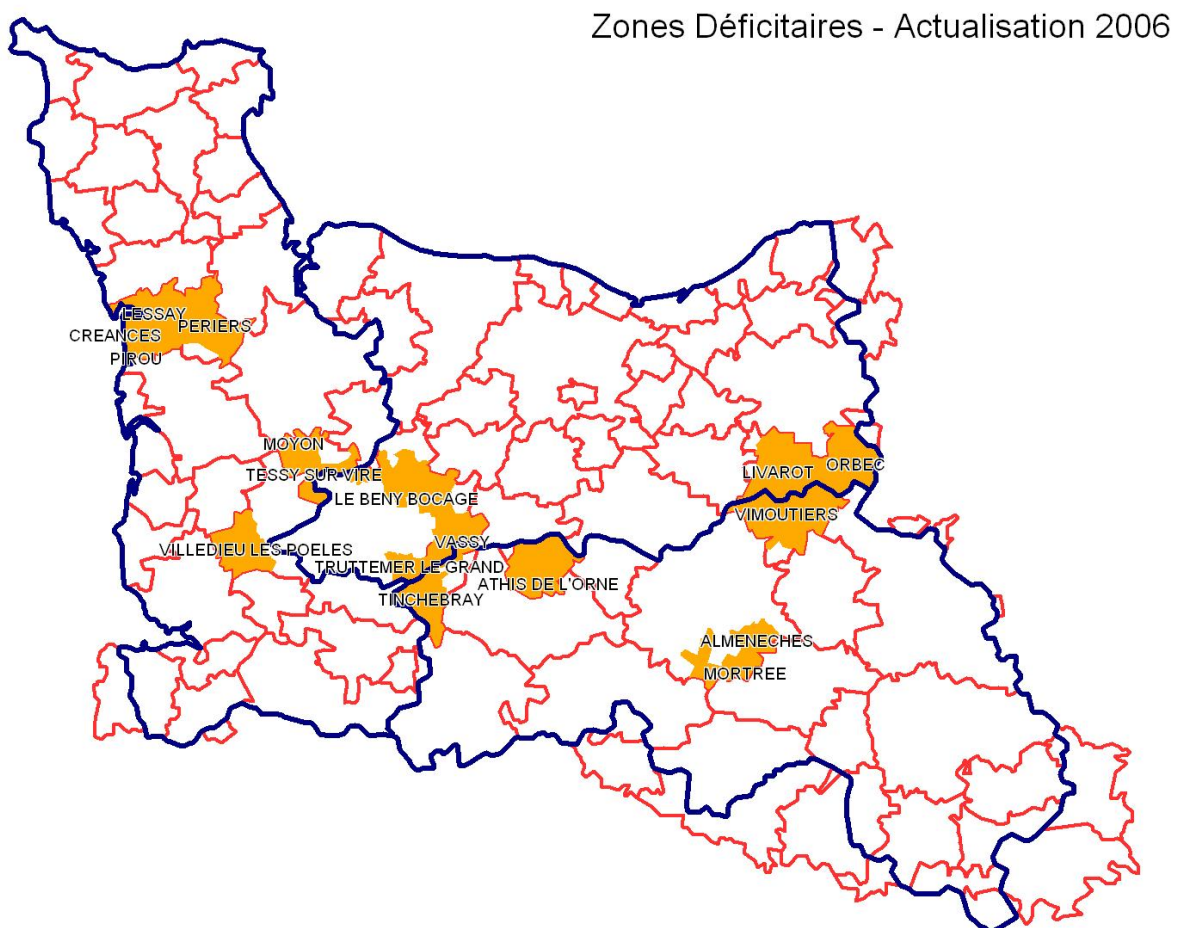 Zones Déficitaires - Actualisation 2006
LESSAY
PERIERS
CREANCES
PIROU
MOYON
TESSY SUR VIRE
LE BENY BOCAGE
LIVAROT
ORBEC
VIMOUTIERS
VASSY
VILLEDIEU LES POELES
TRUTTEMER LE GRAND
ATHIS DE L'ORNE
TINCHEBRAY
ALMENECHES
MORTREE